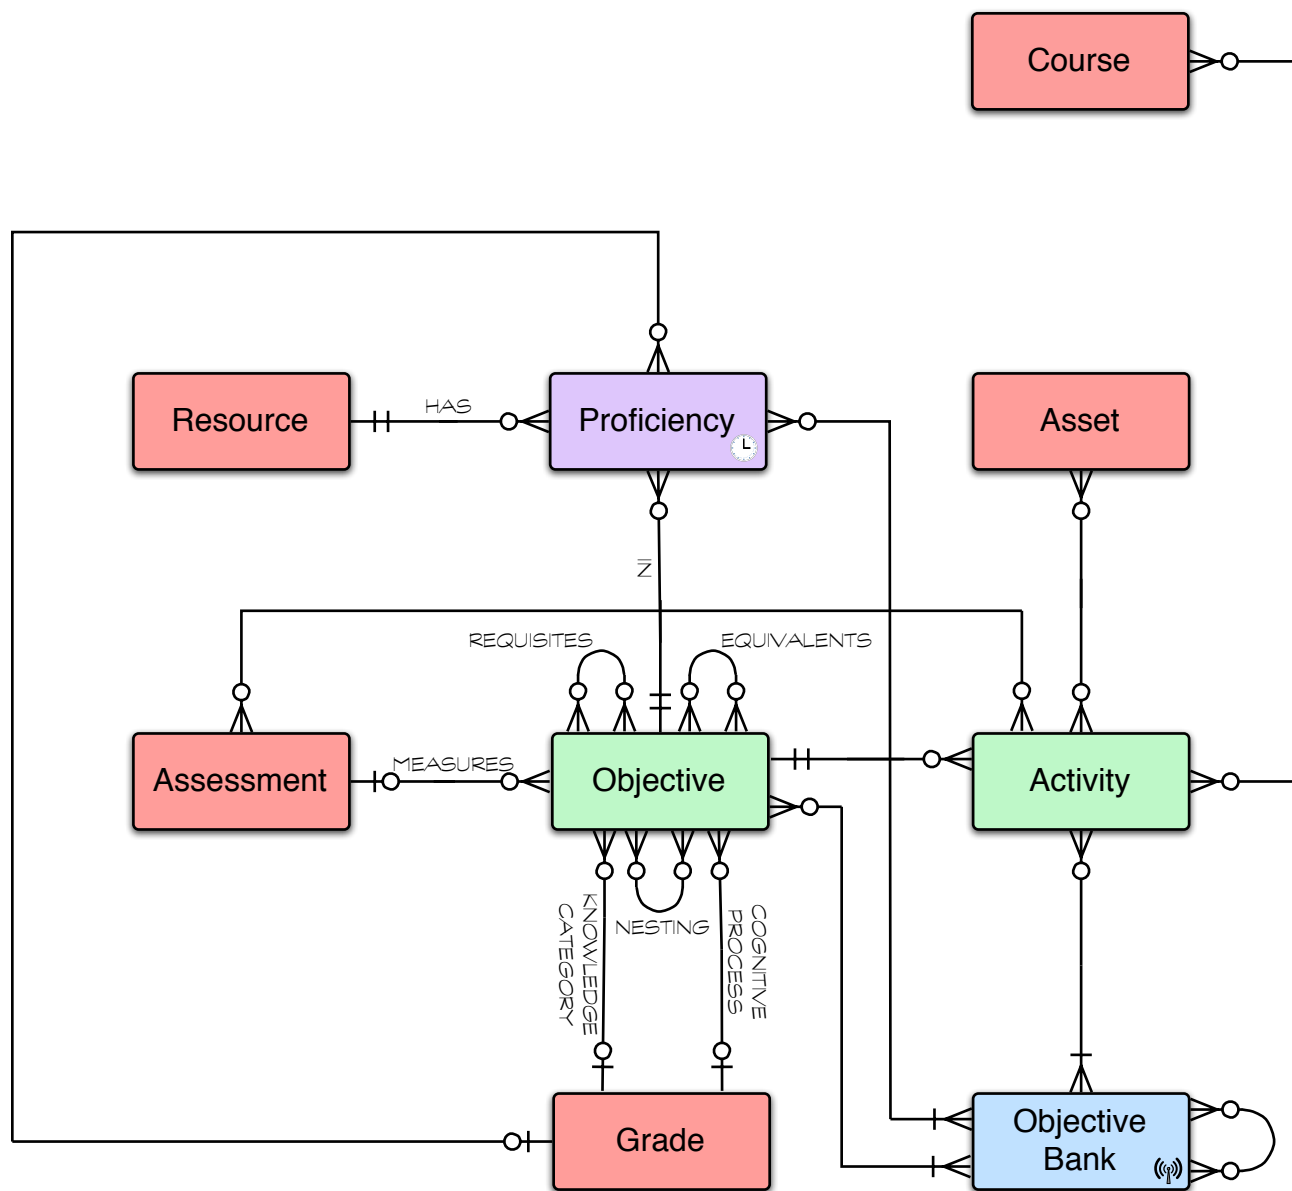 Course
Resource
HAS
Proficiency
Asset
IN
REQUISITES
EQUIVALENTS
Assessment
MEASURES
Objective
Activity
KNOWLEDGE
CATEGORY
NESTING
COGNITIVE
PROCESS
Grade
Objective
Bank